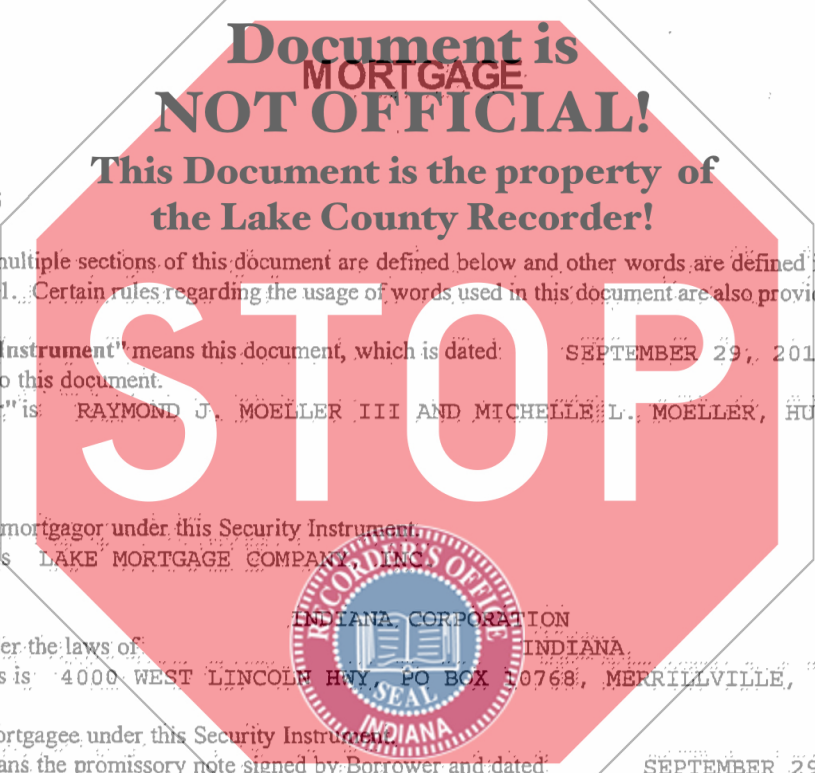 Document is
MORTGAGE
NOT OFFICIAL!
This Document is the property of
the Lake County Recorder!
multiple sections of this document are defined below and other words are defined
Certain rules regarding the usage of words used in this document are also provi
Instrument" means this document, which is dated SEPTEMBER 29, 201
o this document.
" is RAYMOND J. MOELLER III AND MICHELLE L. MOELLER, HU
STOP
mortgagor under this Security Instrument.
s LAKE MORTGAGE COMPANY, INC.
RECORDER'S OFFICE
INDIANA CORPORATION
er the laws of INDIANA
s is 4000 WEST LINCOLN HWY, PO BOX 10768, MERRILLVILLE,
SEAL
INDIANA
ortgagee under this Security Instrument.
ans the promissory note signed by Borrower and dated SEPTEMBER 29